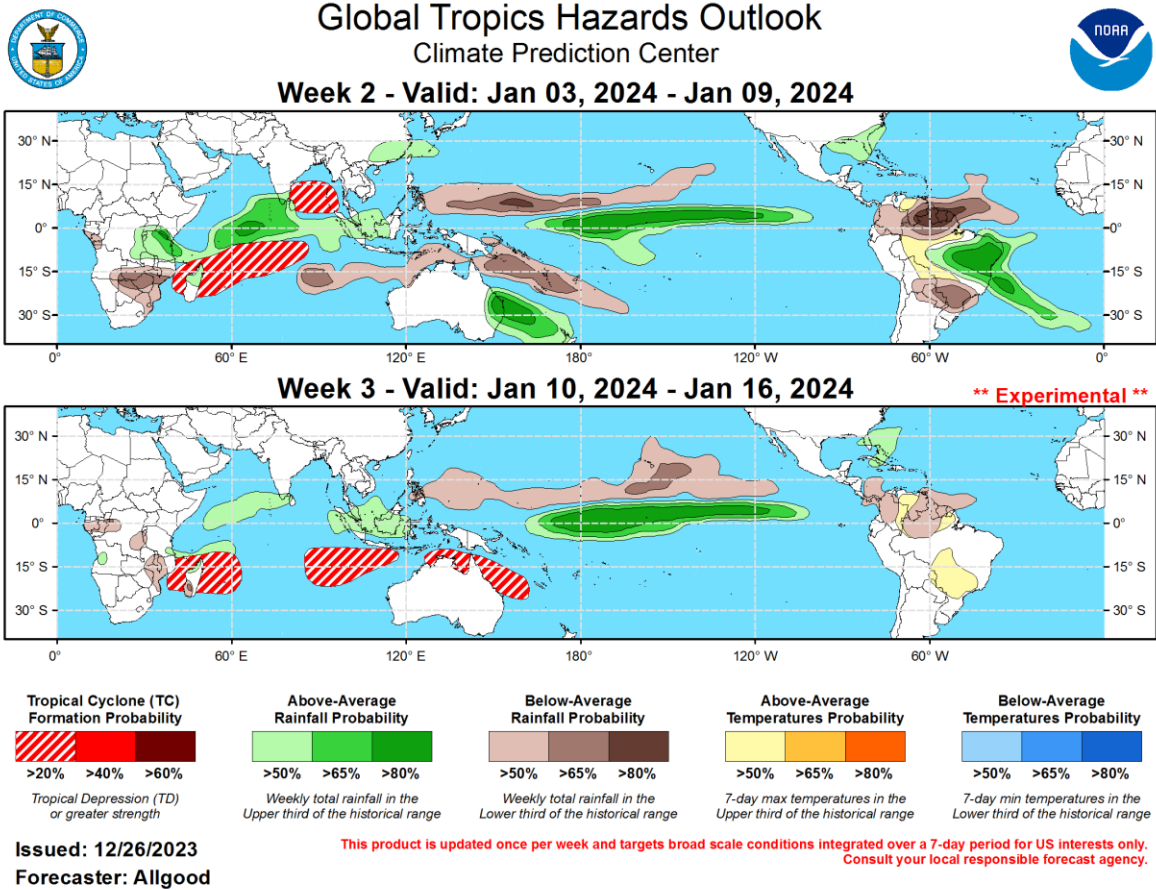 Global Tropics Hazards Outlook
Climate Prediction Center
DEPARTMENT OF COMMERCE
UNITED STATES OF AMERICA
NOAA
Week 2 - Valid: Jan 03, 2024 - Jan 09, 2024
30° N 30° N
15° N 15° N
0° 0°
15° S 15° S
30° S 30° S
0° 60° E 120° E 180° 120° W 60° W 0°
Week 3 - Valid: Jan 10, 2024 - Jan 16, 2024
** Experimental **
30° N 30° N
15° N 15° N
0° 0°
15° S 15° S
30° S 30° S
0° 60° E 120° E 180° 120° W 60° W 0°
Tropical Cyclone (TC)
Formation Probability
>20% >40% >60%
Tropical Depression (TD)
or greater strength
Above-Average
Rainfall Probability
>50% >65% >80%
Weekly total rainfall in the
Upper third of the historical range
Below-Average
Rainfall Probability
>50% >65% >80%
Weekly total rainfall in the
Lower third of the historical range
Above-Average
Temperatures Probability
>50% >65% >80%
7-day max temperatures in the
Upper third of the historical range
Below-Average
Temperatures Probability
>50% >65% >80%
7-day min temperatures in the
Lower third of the historical range
Issued: 12/26/2023
Forecaster: Allgood
This product is updated once per week and targets broad scale conditions integrated over a 7-day period for US interests only.
Consult your local responsible forecast agency.